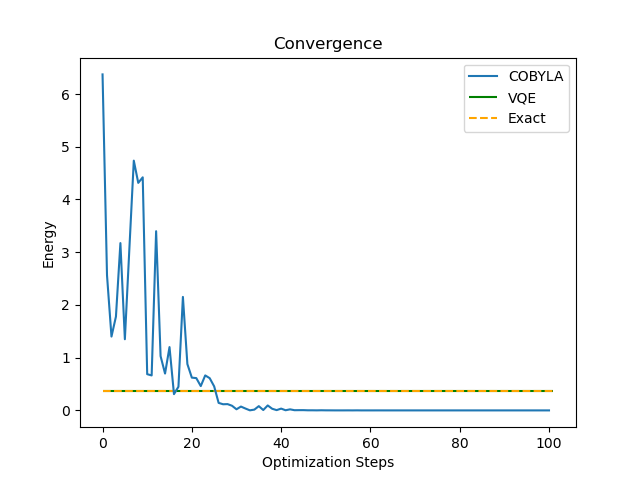 Convergence
COBYLA
VQE
Exact
Energy
6
5
4
3
2
1
0
0 20 40 60 80 100
Optimization Steps